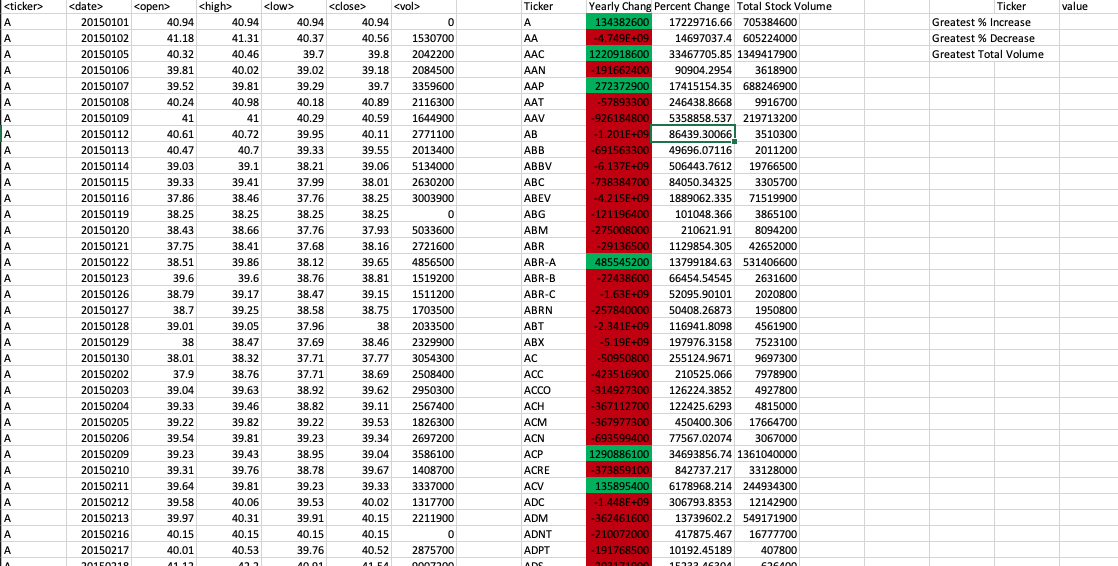 <ticker> <date> <open> <high> <low> <close> <vol> Ticker Yearly Chang Percent Change Total Stock Volume Ticker value
A 20150101 40.94 40.94 40.94 40.94 0 A 134382600 17229716.66 705384600 Greatest % Increase
A 20150102 41.18 41.31 40.37 40.56 1530700 AA -4.749E+09 14697037.4 605224000 Greatest % Decrease
A 20150105 40.32 40.46 39.7 39.8 2042200 AAC 1220918600 33467705.85 1349417900 Greatest Total Volume
A 20150106 39.81 40.02 39.02 39.18 2084500 AAN -191662400 90904.2954 3618900
A 20150107 39.52 39.81 39.29 39.7 3359600 AAP 272372900 17415154.35 688246900
A 20150108 40.24 40.98 40.18 40.89 2116300 AAT -57893300 246438.8668 9916700
A 20150109 41 41 40.29 40.59 1644900 AAV -926184800 5358858.537 219713200
A 20150112 40.61 40.72 39.95 40.11 2771100 AB -1.201E+09 86439.30066 3510300
A 20150113 40.47 40.7 39.33 39.55 2013400 ABB -691563300 49696.07116 2011200
A 20150114 39.03 39.1 38.21 39.06 5134000 ABBV -6.137E+09 506443.7612 19766500
A 20150115 39.33 39.41 37.99 38.01 2630200 ABC -738384700 84050.34325 3305700
A 20150116 37.86 38.46 37.76 38.25 3003900 ABEV -4.215E+09 1889062.335 71519900
A 20150119 38.25 38.25 38.25 38.25 0 ABG -121196400 101048.366 3865100
A 20150120 38.43 38.66 37.76 37.93 5033600 ABM -275008000 210621.91 8094200
A 20150121 37.75 38.41 37.68 38.16 2721600 ABR -29136500 1129854.305 42652000
A 20150122 38.51 39.86 38.12 39.65 4856500 ABR-A 485545200 13799184.63 531406600
A 20150123 39.6 39.6 38.76 38.81 1519200 ABR-B -22438600 66454.54545 2631600
A 20150126 38.79 39.17 38.47 39.15 1511200 ABR-C -1.63E+09 52095.90101 2020800
A 20150127 38.7 39.25 38.58 38.75 1703500 ABRN -257840000 50408.26873 1950800
A 20150128 39.01 39.05 37.96 38 2033500 ABT -2.341E+09 116941.8098 4561900
A 20150129 38 38.47 37.69 38.46 2329900 ABX -5.19E+09 197976.3158 7523100
A 20150130 38.01 38.32 37.71 37.77 3054300 AC -50950800 255124.9671 9697300
A 20150202 37.9 38.76 37.71 38.69 2508400 ACC -423516900 210525.066 7978900
A 20150203 39.04 39.63 38.92 39.62 2950300 ACCO -314927300 126224.3852 4927800
A 20150204 39.33 39.46 38.82 39.11 2567400 ACH -367112700 122425.6293 4815000
A 20150205 39.22 39.82 39.22 39.53 1826300 ACM -367977300 450400.306 17664700
A 20150206 39.54 39.81 39.23 39.34 2697200 ACN -693599400 77567.02074 3067000
A 20150209 39.23 39.43 38.95 39.04 3586100 ACP 1290886100 34693856.74 1361040000
A 20150210 39.31 39.76 38.78 39.67 1408700 ACRE -373859100 842737.217 33128000
A 20150211 39.64 39.81 39.23 39.33 3337000 ACV 135895400 6178968.214 244934300
A 20150212 39.58 40.06 39.53 40.02 1317700 ADC -1.448E+09 306793.8353 12142900
A 20150213 39.97 40.31 39.91 40.15 2211900 ADM -362461600 13739602.2 549171900
A 20150216 40.15 40.15 40.15 40.15 0 ADNT -210072000 417875.467 16777700
A 20150217 40.01 40.53 39.76 40.52 2875700 ADPT -191768500 10192.45189 407800